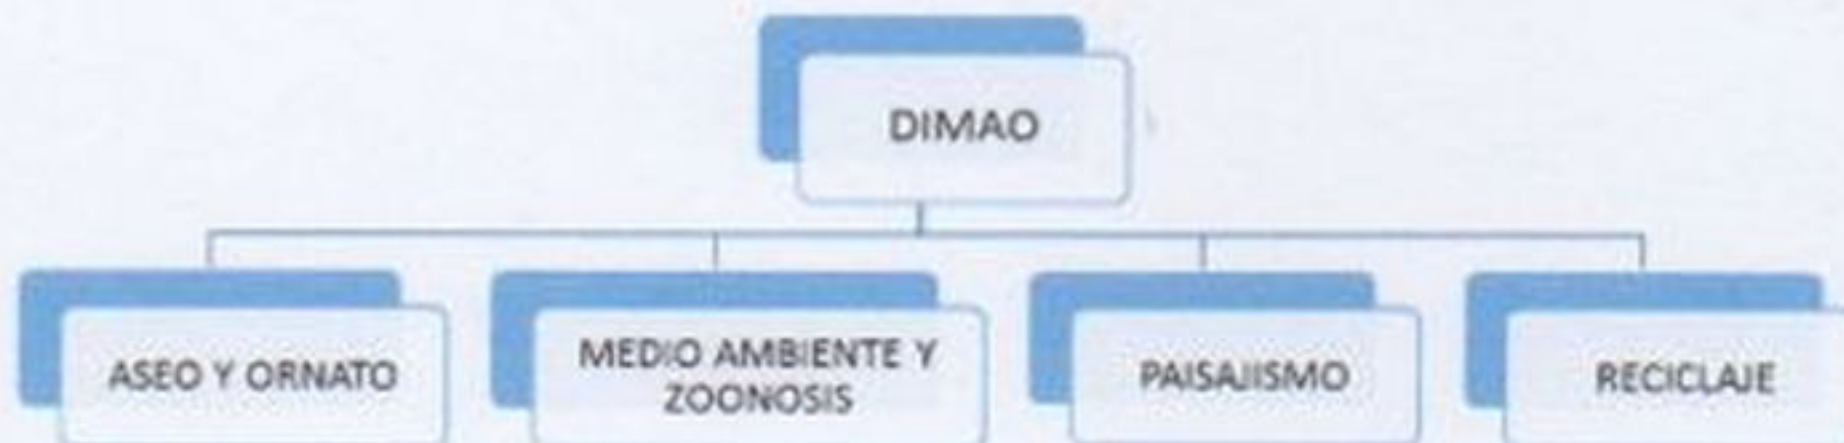 DIMAO
ASEO Y ORNATO
MEDIO AMBIENTE Y
ZOONOSIS
PAISAJISMO
RECICLAJE